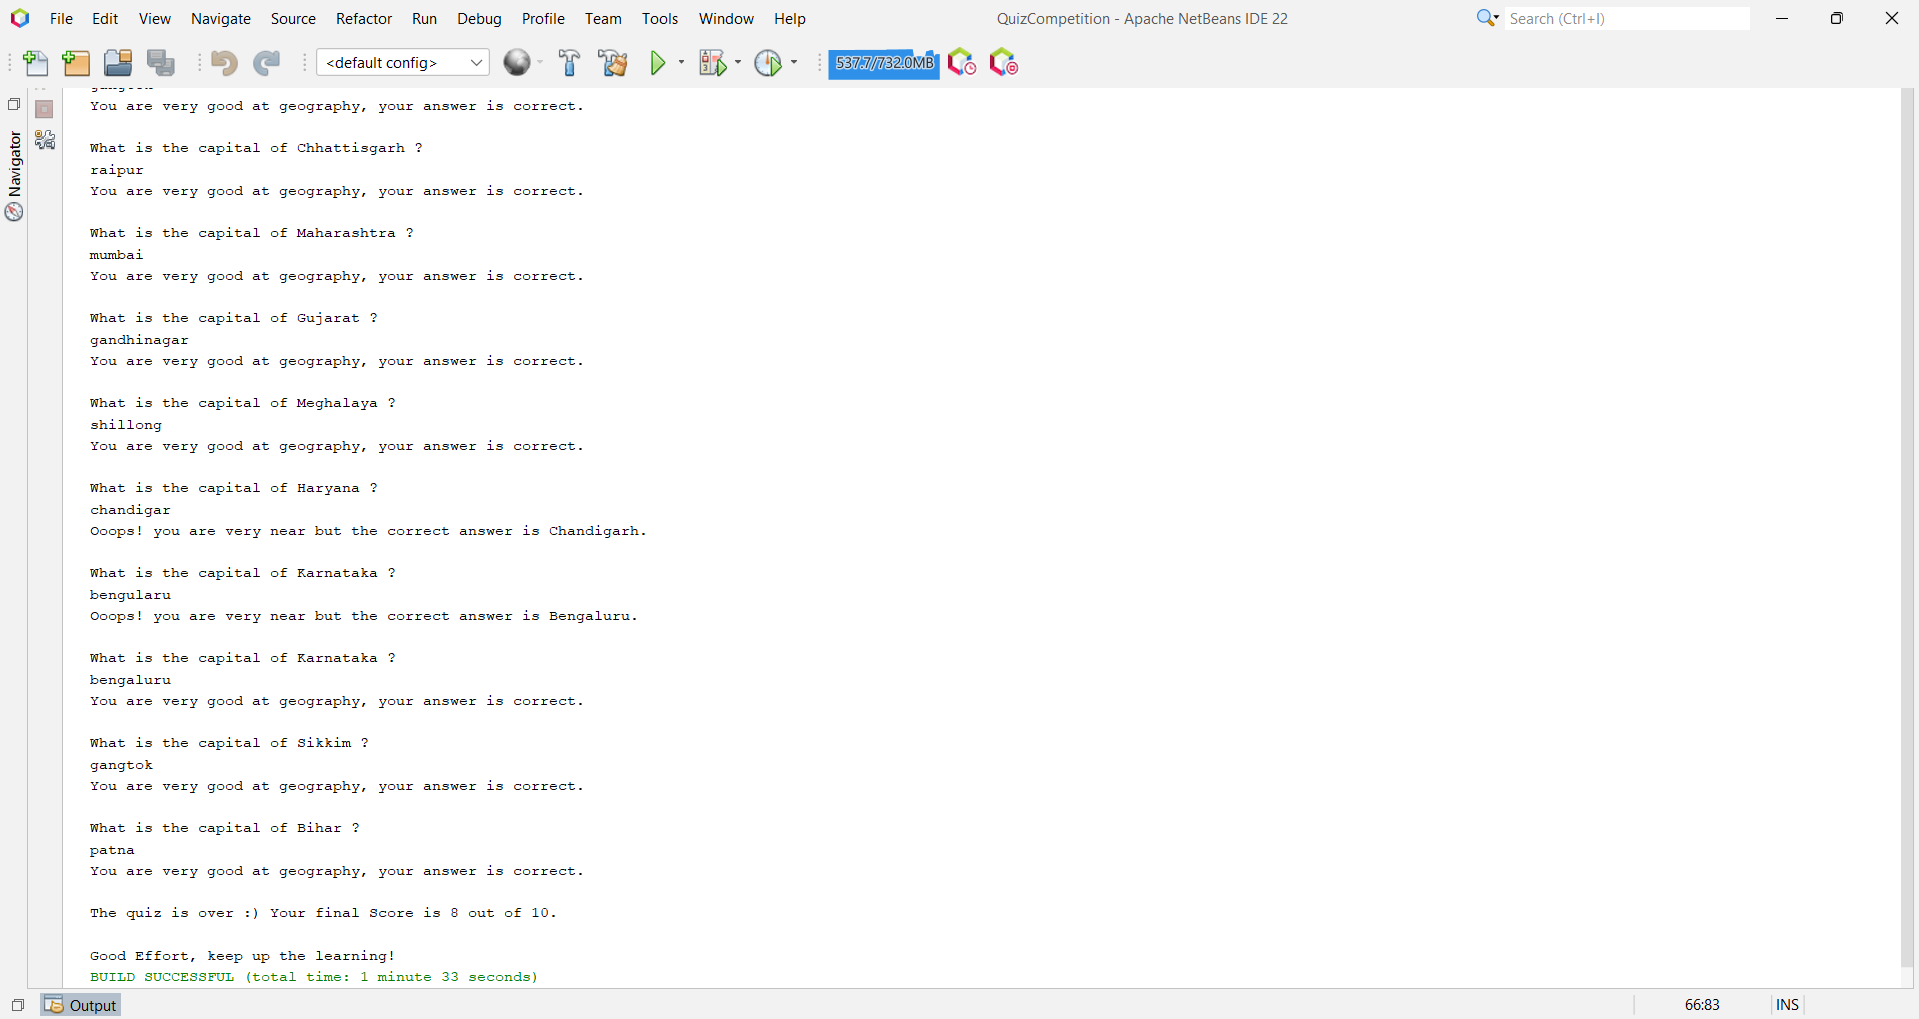 File Edit View Navigate Source Refactor Run Debug Profile Team Tools Window Help QuizCompetition - Apache NetBeans IDE 22 Search (Ctrl+I)
<default config> 537.7/732.0MB
Navigator
You are very good at geography, your answer is correct.
What is the capital of Chhattisgarh ?
raipur
You are very good at geography, your answer is correct.
What is the capital of Maharashtra ?
mumbai
You are very good at geography, your answer is correct.
What is the capital of Gujarat ?
gandhinagar
You are very good at geography, your answer is correct.
What is the capital of Meghalaya ?
shillong
You are very good at geography, your answer is correct.
What is the capital of Haryana ?
chandigar
Ooops! you are very near but the correct answer is Chandigarh.
What is the capital of Karnataka ?
bengularu
Ooops! you are very near but the correct answer is Bengaluru.
What is the capital of Karnataka ?
bengaluru
You are very good at geography, your answer is correct.
What is the capital of Sikkim ?
gangtok
You are very good at geography, your answer is correct.
What is the capital of Bihar ?
patna
You are very good at geography, your answer is correct.
The quiz is over :) Your final Score is 8 out of 10.
Good Effort, keep up the learning!
BUILD SUCCESSFUL (total time: 1 minute 33 seconds)
Output 66:83 INS